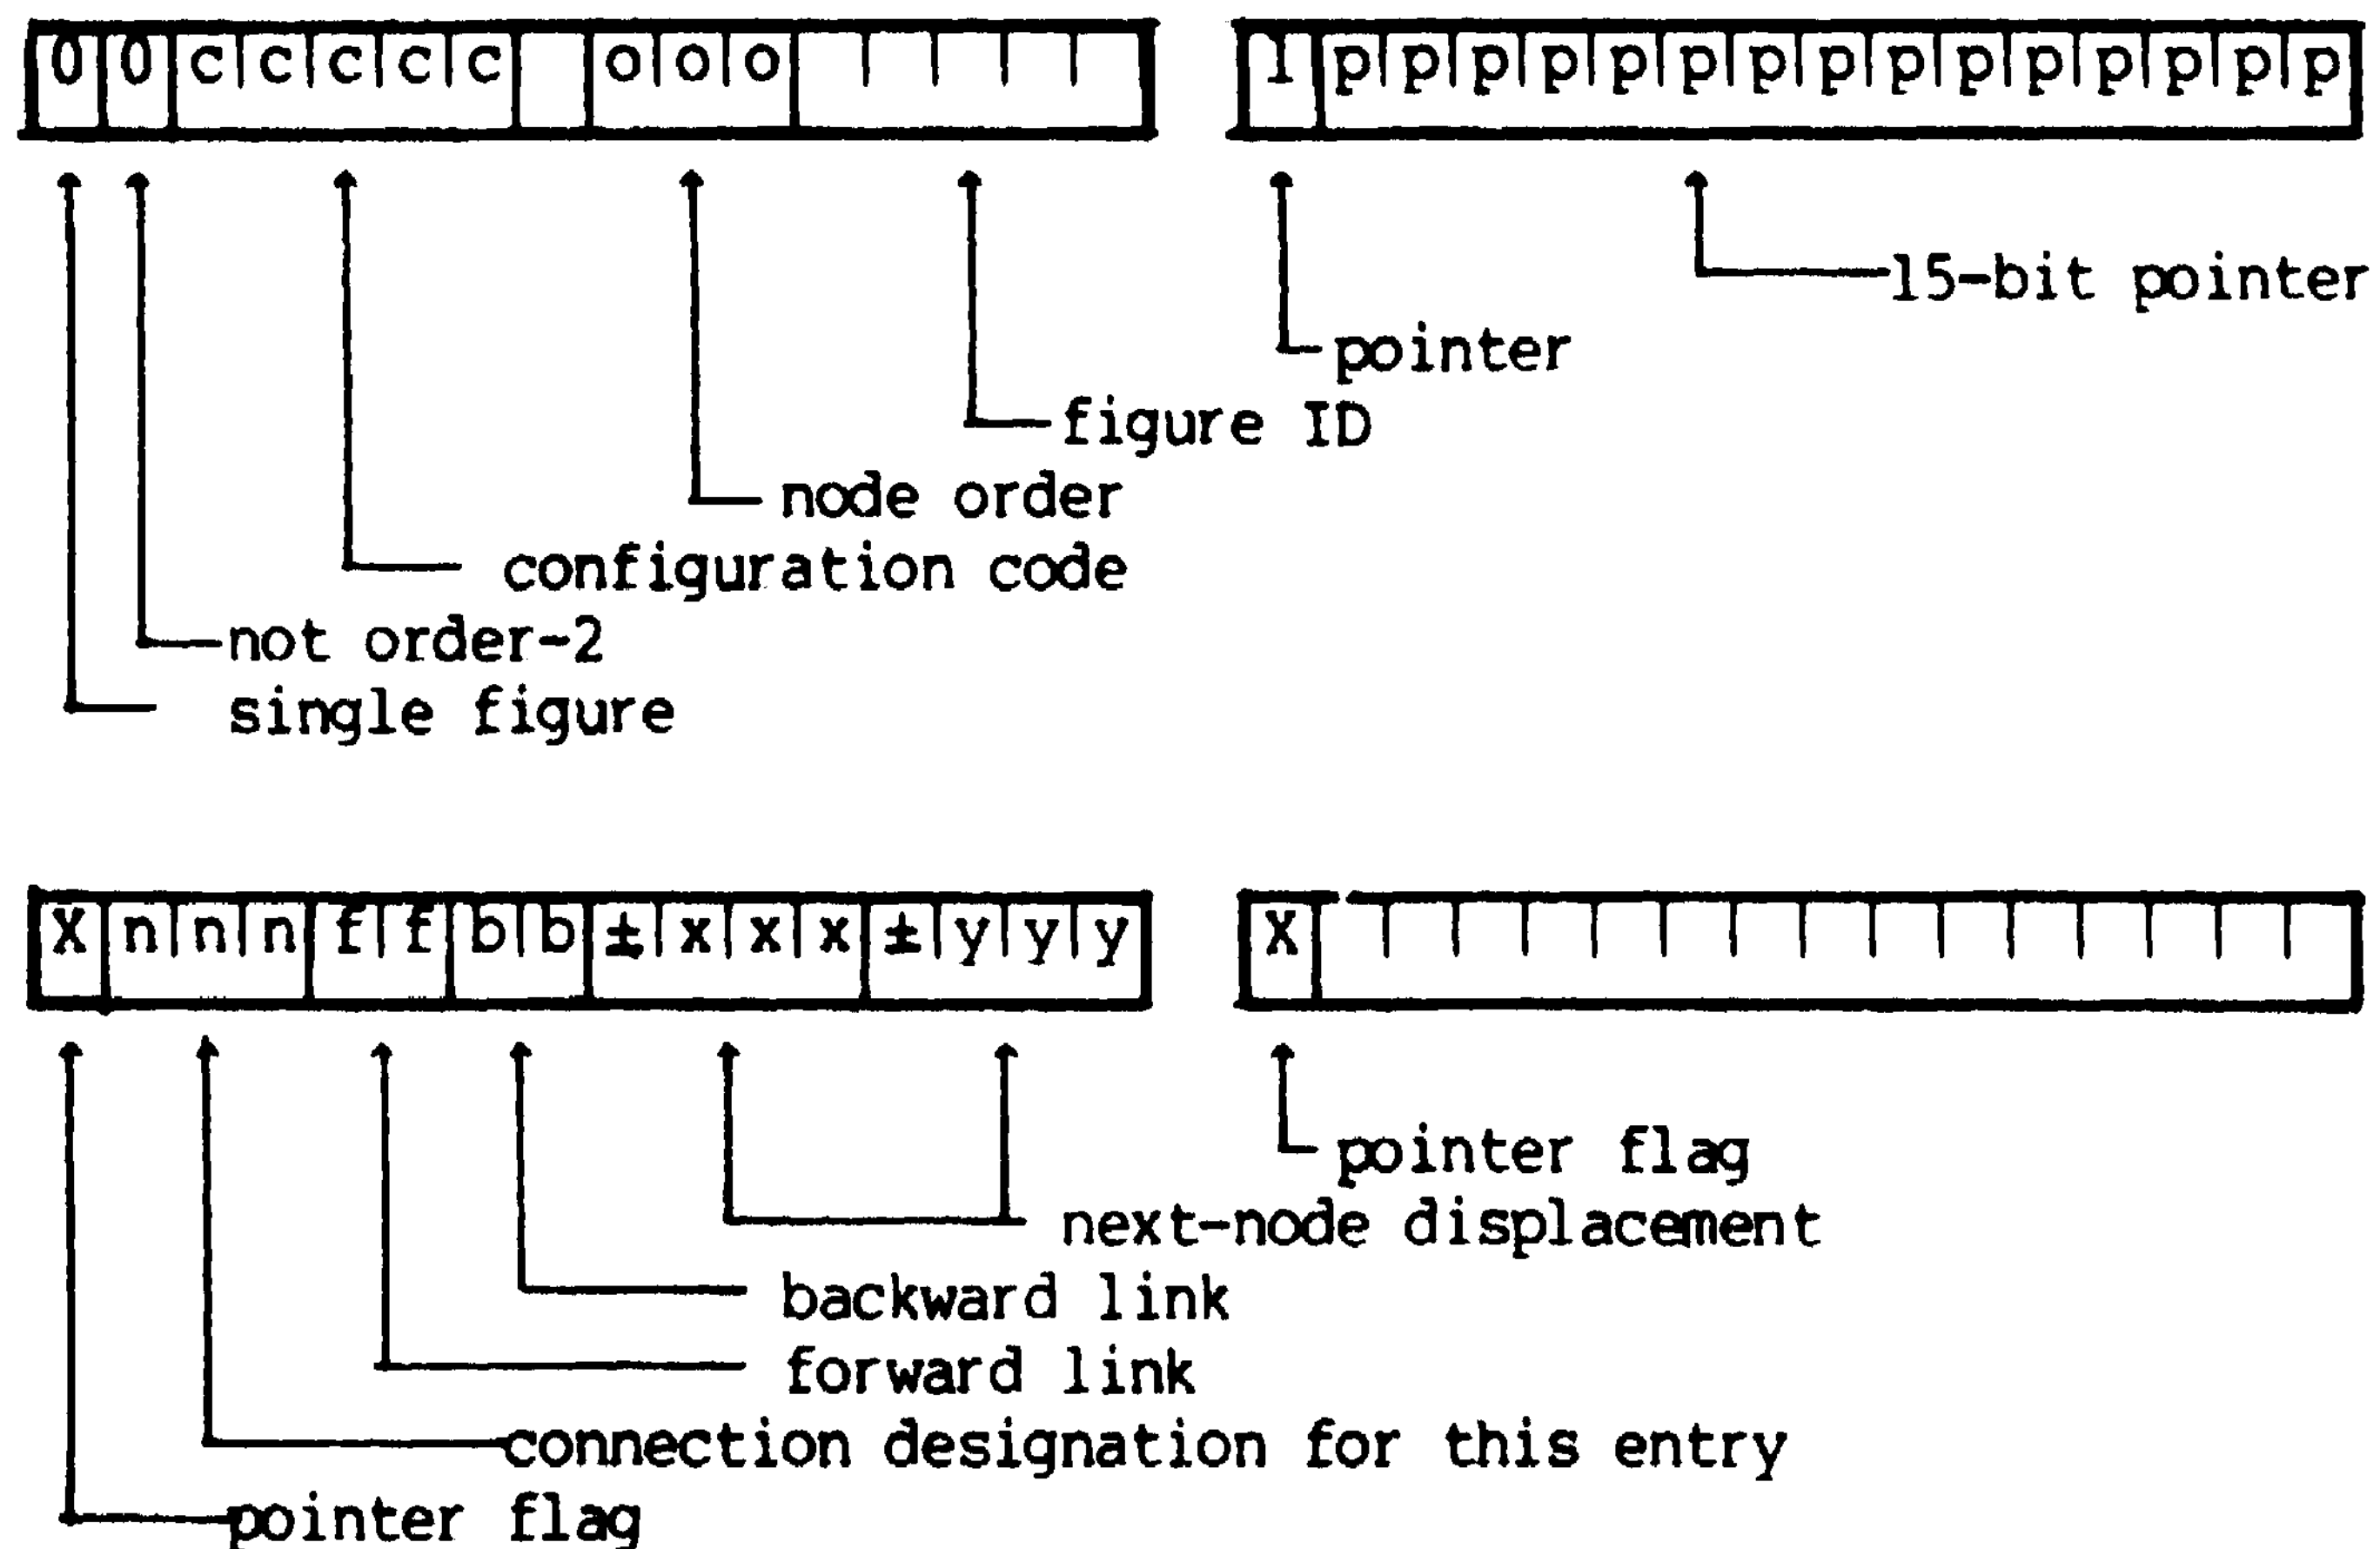 0 0 c c c c c o o o 1 p p p p p p p p p p p p p p p
15-bit pointer
pointer
figure ID
node order
configuration code
not order-2
single figure
X n n n f f b b ± x x x ± y y y X
pointer flag
next-node displacement
backward link
forward link
connection designation for this entry
pointer flag